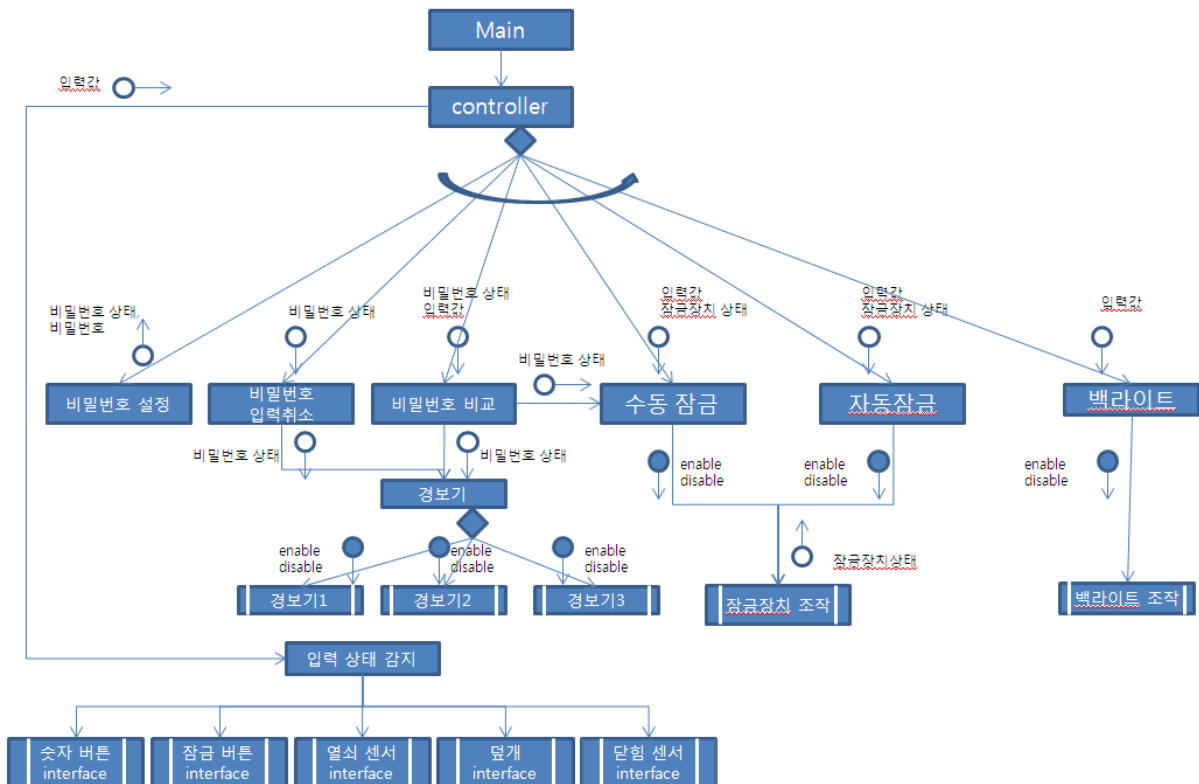 Main
입력값
controller
비밀번호 상태,
비밀번호
비밀번호 상태
비밀번호 상태
입력값
입력값
잠금장치 상태
입력값
잠금장치 상태
입력값
비밀번호 상태
비밀번호 설정
비밀번호
입력취소
비밀번호 비교
수동 잠금
자동잠금
백라이트
비밀번호 상태
비밀번호 상태
enable
disable
enable
disable
enable
disable
경보기
enable
disable
enable
disable
enable
disable
잠금장치상태
경보기1
경보기2
경보기3
잠금장치 조작
백라이트 조작
입력 상태 감지
숫자 버튼
interface
잠금 버튼
interface
열쇠 센서
interface
덮개
interface
닫힘 센서
interface